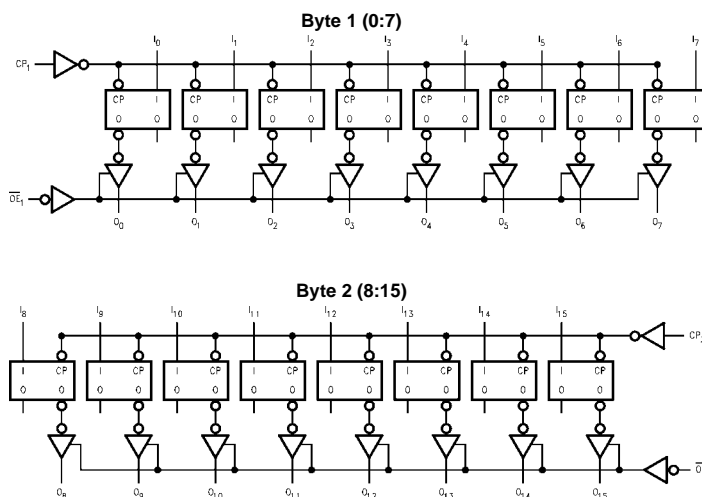 Byte 1 (0:7)
I0 I1 I2 I3 I4 I5 I6 I7
CP1
CP I CP I CP I CP I CP I CP I CP I CP I
O O O O O O O O O O O O O O O O
OE1
O0 O1 O2 O3 O4 O5 O6 O7
Byte 2 (8:15)
I8 I9 I10 I11 I12 I13 I14 I15
CP
I CP I CP I CP I CP I CP I CP I CP I CP
O O O O O O O O O O O O O O O O
O8 O9 O10 O11 O12 O13 O14 O15